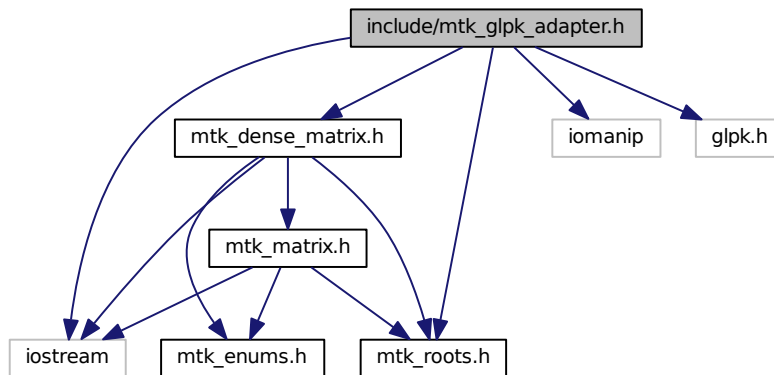 include/mtk_glpk_adapter.h
mtk_dense_matrix.h
iomanip
glpk.h
mtk_matrix.h
iostream
mtk_enums.h
mtk_roots.h